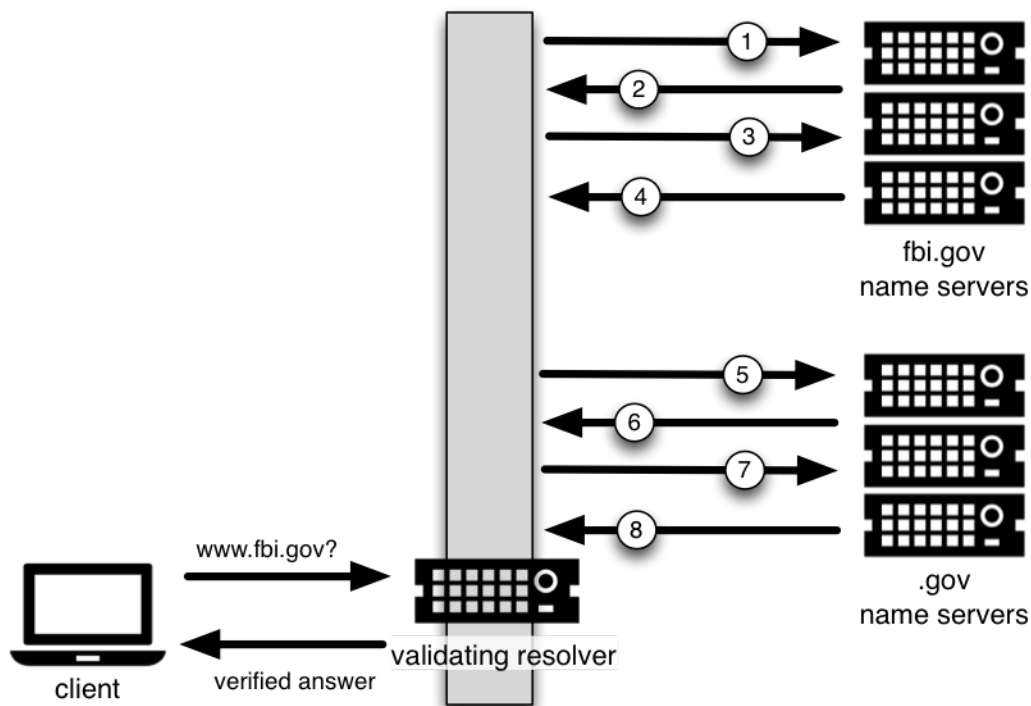 1
2
3
4
fbi.gov
name servers
5
6
7
8
.gov
name servers
www.fbi.gov?
validating resolver
verified answer
client